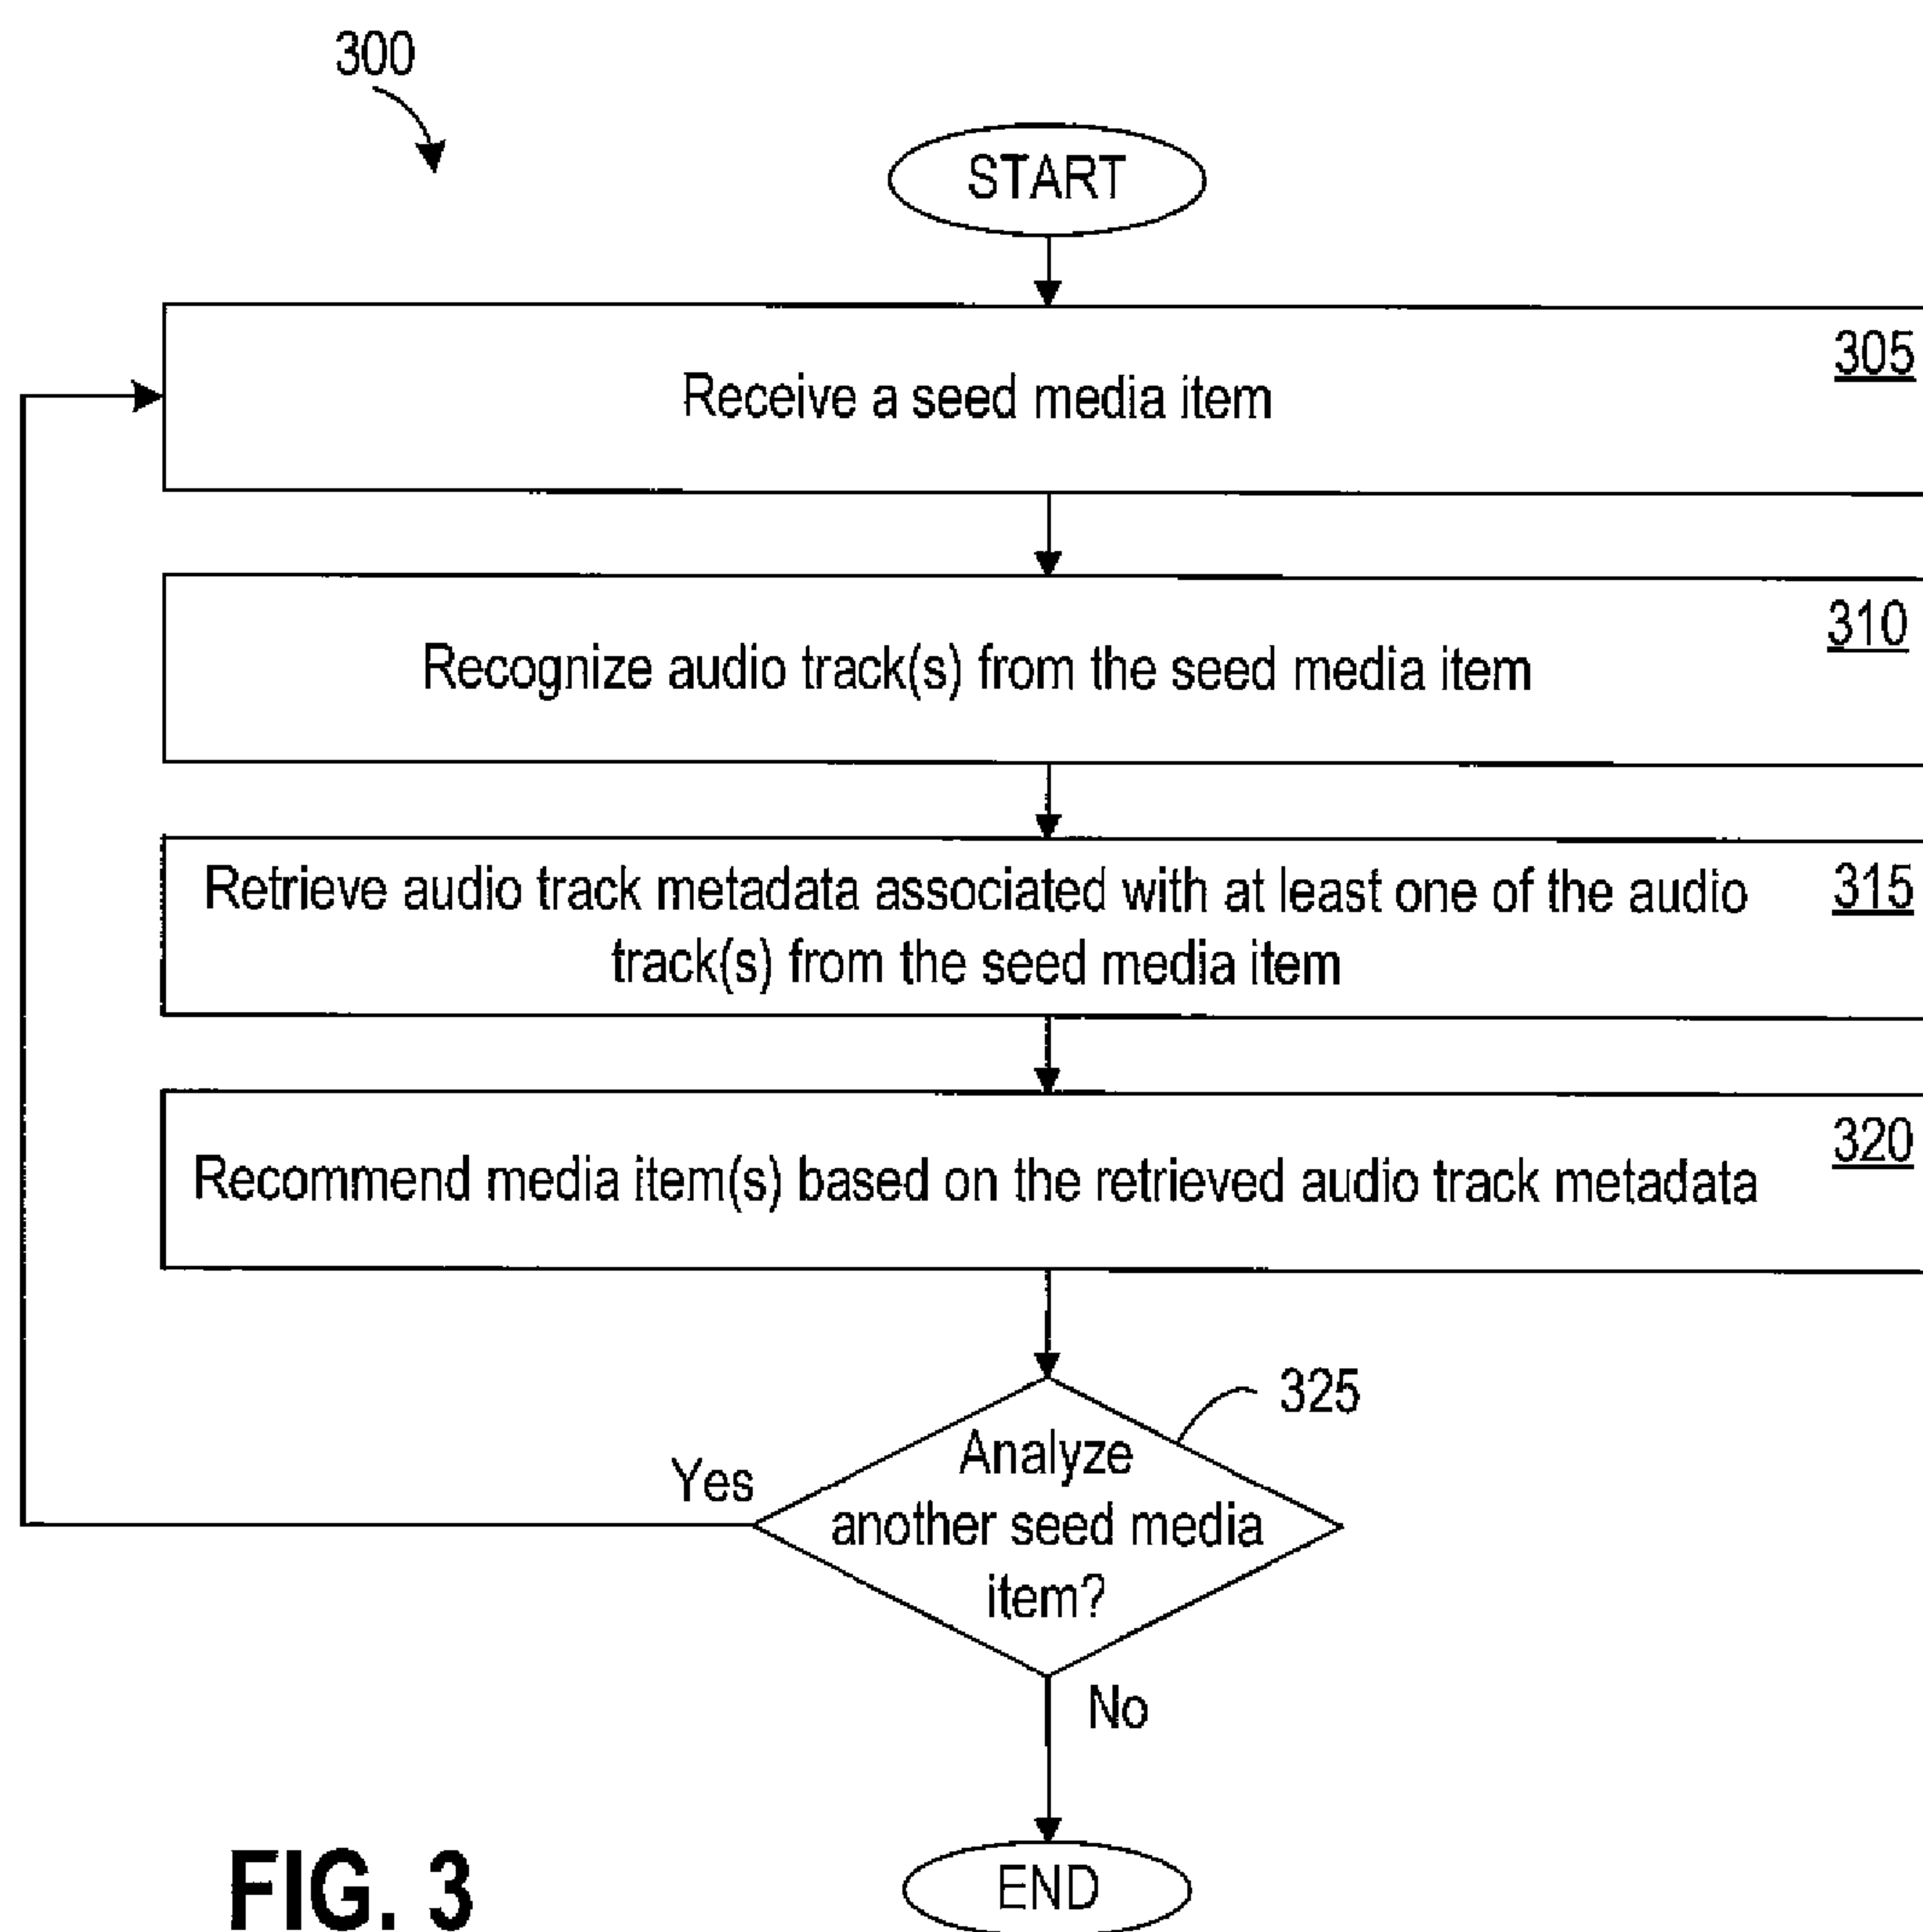 300
START
305
Receive a seed media item
310
Recognize audio track(s) from the seed media item
315
Retrieve audio track metadata associated with at least one of the audio
track(s) from the seed media item
320
Recommend media item(s) based on the retrieved audio track metadata
325
Analyze
another seed media
item?
Yes
No
END
FIG. 3